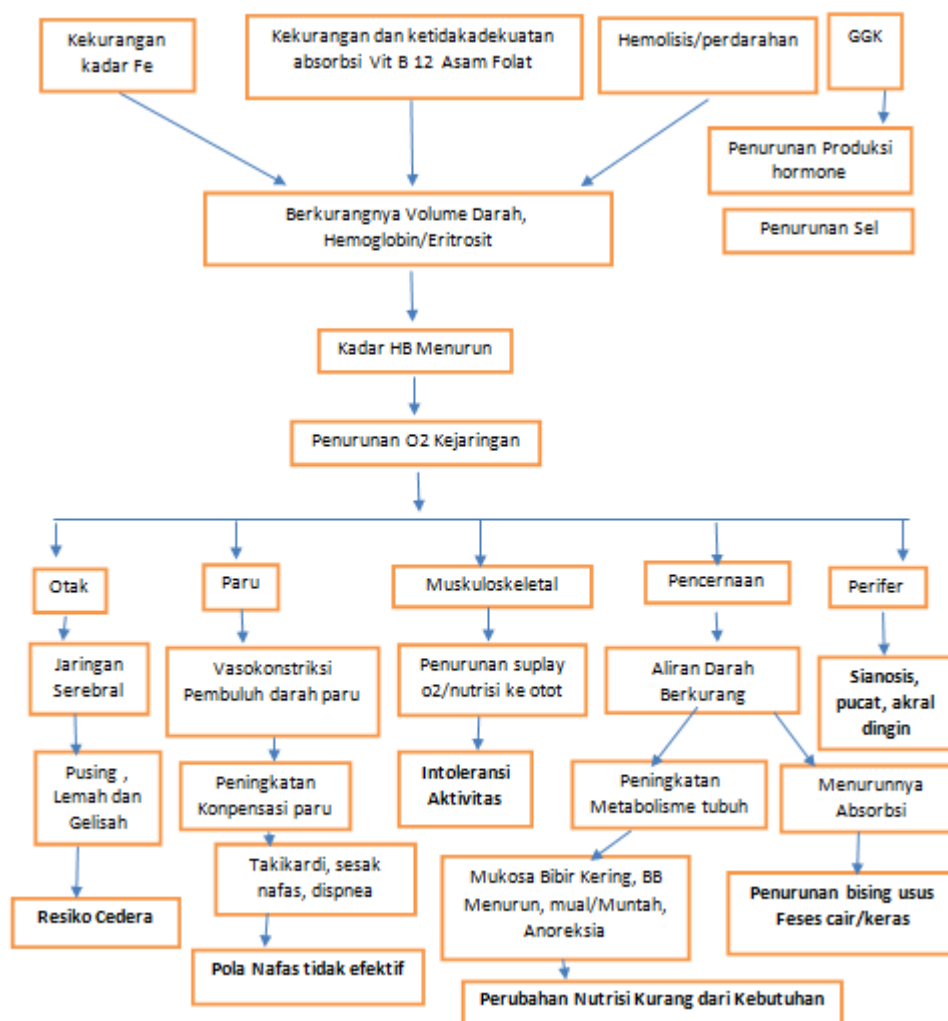 Kekurangan
kadar Fe
Kekurangan dan ketidakadekuatan
absorbsi Vit B 12 Asam Folat
Hemolisis/perdarahan
GGK
Penurunan Produksi
hormone
Berkurangnya Volume Darah,
Hemoglobin/Eritrosit
Penurunan Sel
Kadar HB Menurun
Penurunan O2 Kejaringan
Otak
Paru
Muskuloskeletal
Pencernaan
Perifer
Jaringan
Serebral
Vasokonstriksi
Pembuluh darah paru
Penurunan suplay
o2/nutrisi ke otot
Aliran Darah
Berkurang
Sianosis,
pucat, akral
dingin
Pusing ,
Lemah dan
Gelisah
Peningkatan
Konpensasi paru
Intoleransi
Aktivitas
Peningkatan
Metabolisme tubuh
Menurunnya
Absorbsi
Takikardi, sesak
nafas, dispnea
Mukosa Bibir Kering, BB
Menurun, mual/Muntah,
Anoreksia
Penurunan bising usus
Feses cair/keras
Resiko Cedera
Pola Nafas tidak efektif
Perubahan Nutrisi Kurang dari Kebutuhan